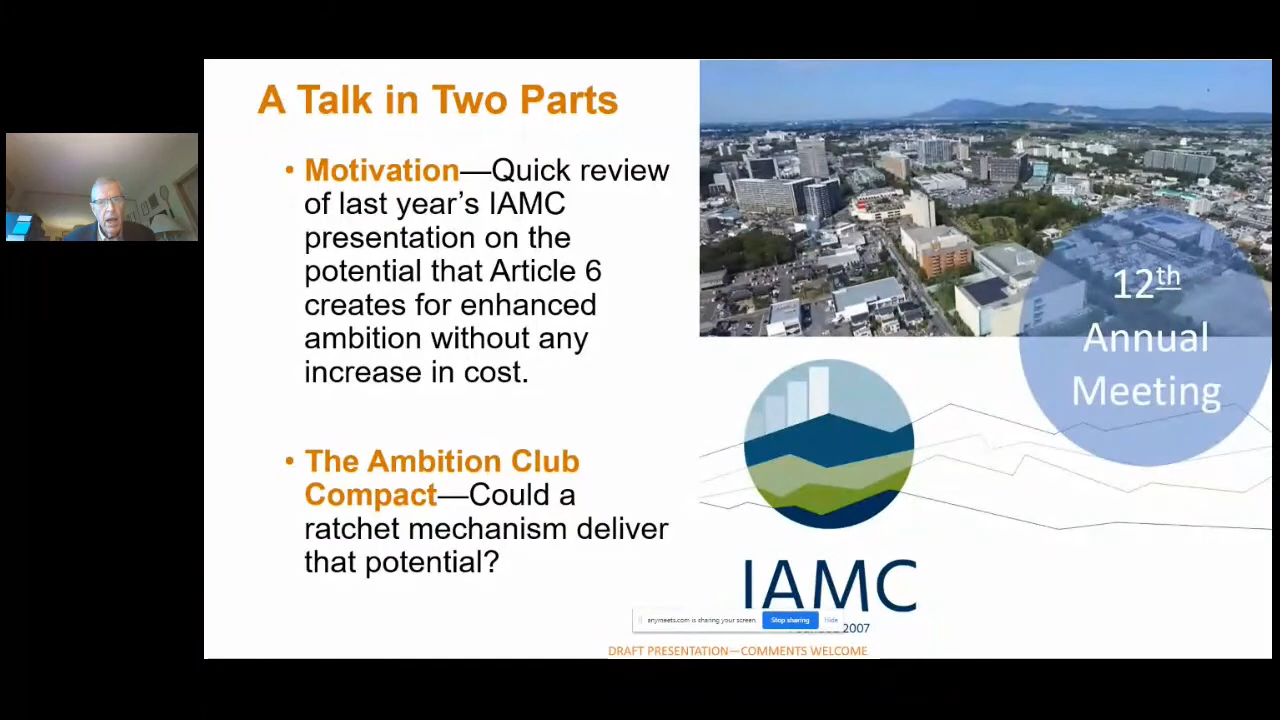 A Talk in Two Parts
• Motivation—Quick review
of last year's IAMC
presentation on the
potential that Article 6
creates for enhanced
ambition without any
increase in cost.
• The Ambition Club
Compact—Could a
ratchet mechanism deliver
that potential?
12th
Annual
Meeting
IAMC
2007
anymeets.com is sharing your screen.
Stop sharing
Hide
DRAFT PRESENTATION—COMMENTS WELCOME